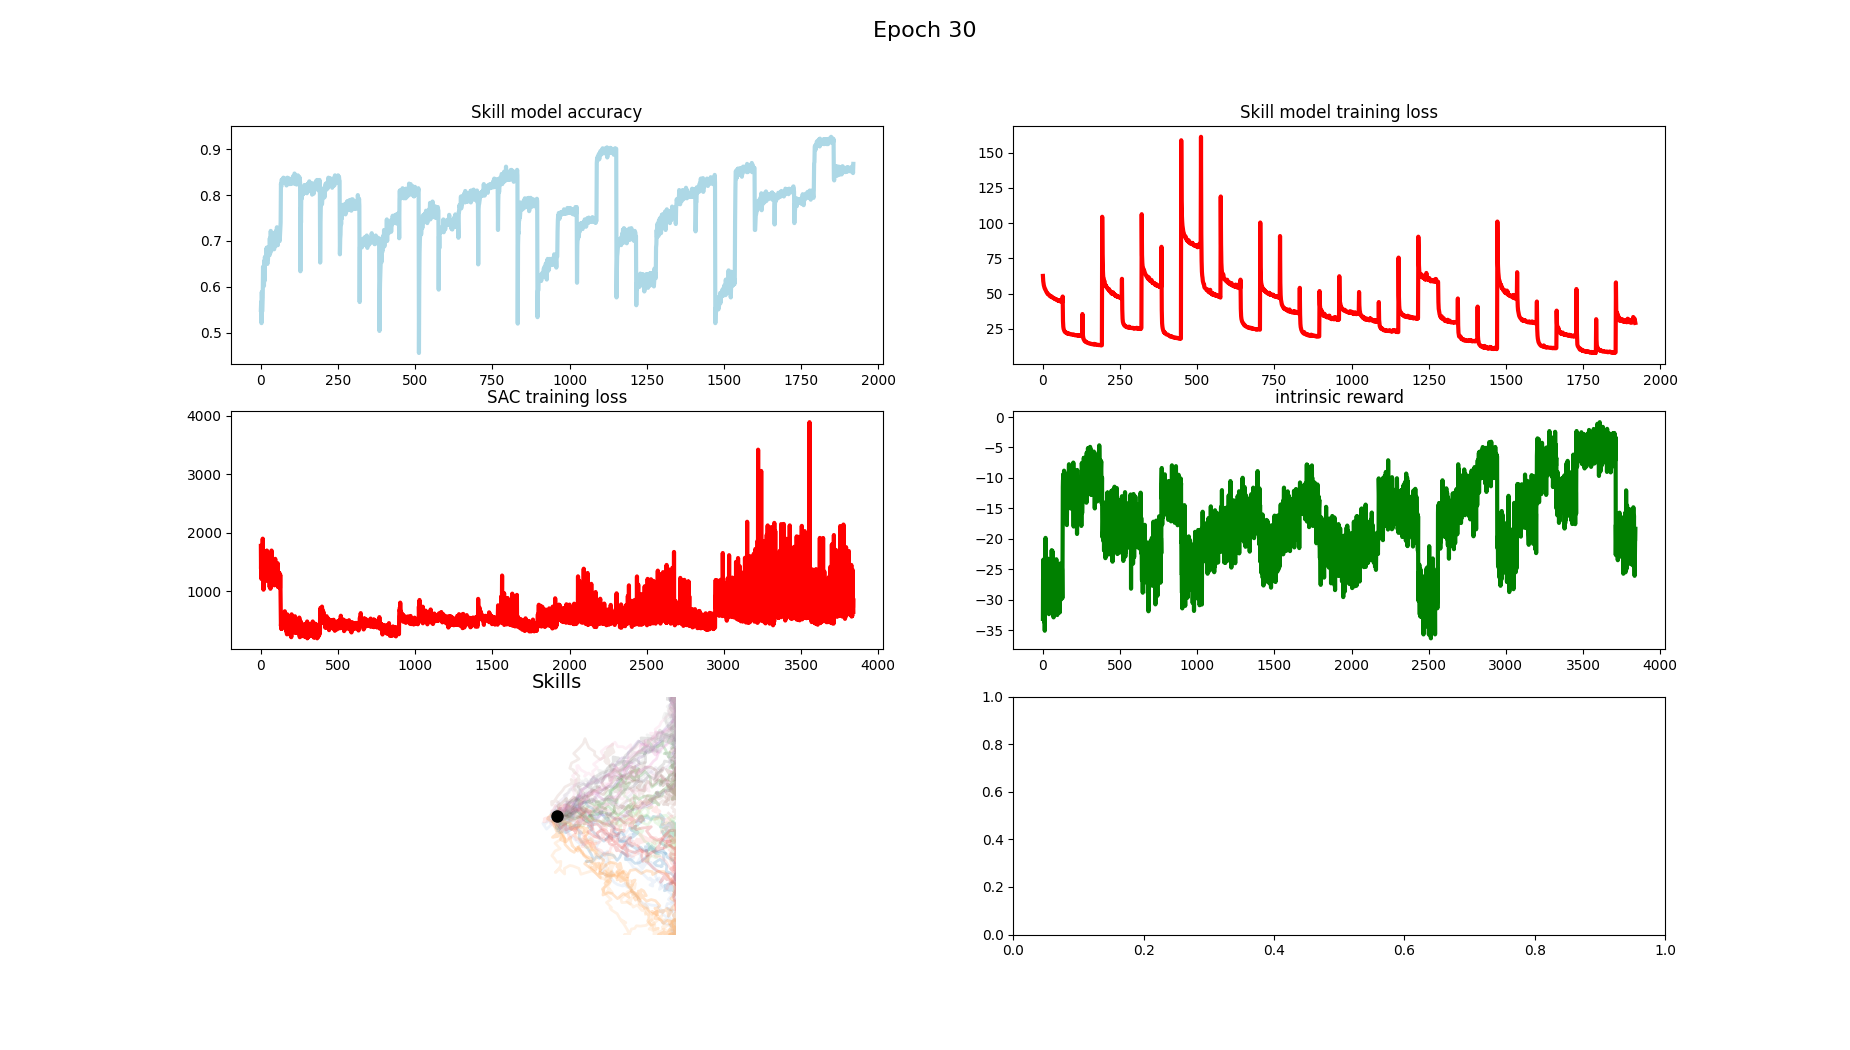 Epoch 30
Skill model accuracy
0.9
0.8
0.7
0.6
0.5
0 250 500 750 1000 1250 1500 1750 2000
Skill model training loss
150
125
100
75
50
25
0 250 500 750 1000 1250 1500 1750 2000
SAC training loss
4000
3000
2000
1000
0 500 1000 1500 2000 2500 3000 3500 4000
intrinsic reward
0
−5
−10
−15
−20
−25
−30
−35
0 500 1000 1500 2000 2500 3000 3500 4000
Skills
1.0
0.8
0.6
0.4
0.2
0.0
0.0 0.2 0.4 0.6 0.8 1.0